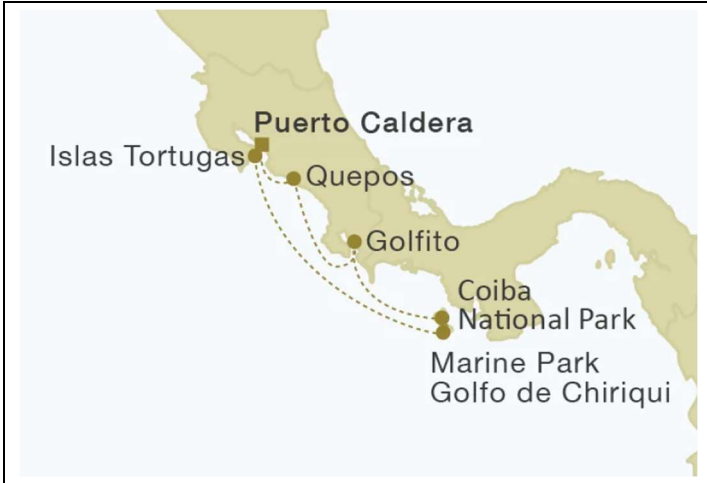 Puerto Caldera
Islas Tortugas
Quepos
Golfito
Coiba
National Park
Marine Park
Golfo de Chiriqui